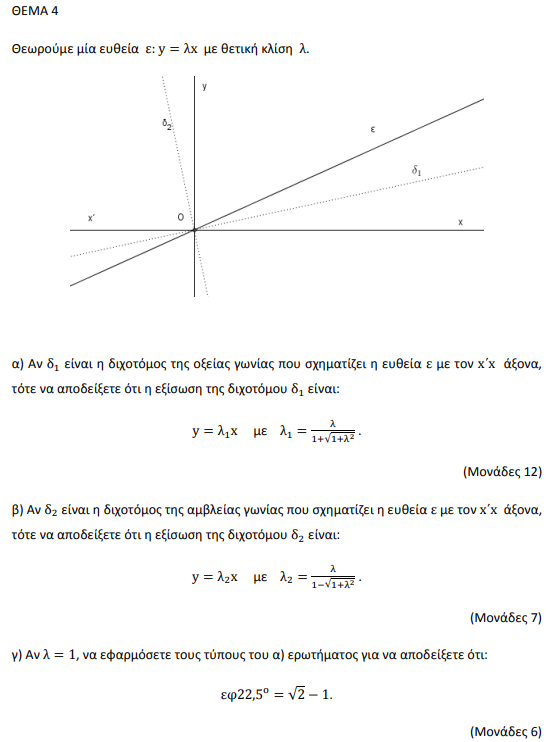 ΘΕΜΑ 4
Θεωρούμε μία ευθεία ε: y = λx με θετική κλίση λ.
y
δ₂
ε
δ₁
x΄
O
x
α) Αν δ₁ είναι η διχοτόμος της οξείας γωνίας που σχηματίζει η ευθεία ε με τον x΄x άξονα,
τότε να αποδείξετε ότι η εξίσωση της διχοτόμου δ₁ είναι:
y = λ₁x με λ₁ = λ/(1+√(1+λ²)) .
(Μονάδες 12)
β) Αν δ₂ είναι η διχοτόμος της αμβλείας γωνίας που σχηματίζει η ευθεία ε με τον x΄x άξονα,
τότε να αποδείξετε ότι η εξίσωση της διχοτόμου δ₂ είναι:
y = λ₂x με λ₂ = λ/(1−√(1+λ²)) .
(Μονάδες 7)
γ) Αν λ = 1, να εφαρμόσετε τους τύπους του α) ερωτήματος για να αποδείξετε ότι:
εφ22,5ᵒ = √2 − 1.
(Μονάδες 6)